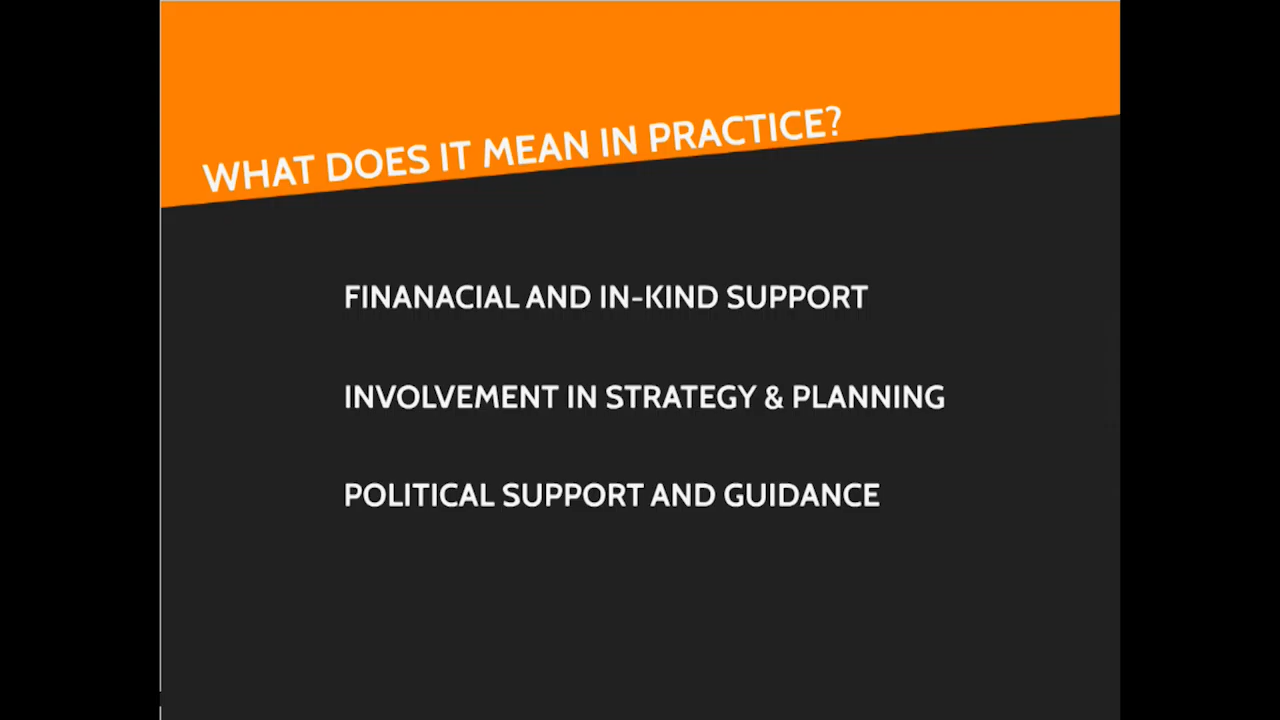 WHAT DOES IT MEAN IN PRACTICE?
FINANACIAL AND IN-KIND SUPPORT
INVOLVEMENT IN STRATEGY & PLANNING
POLITICAL SUPPORT AND GUIDANCE